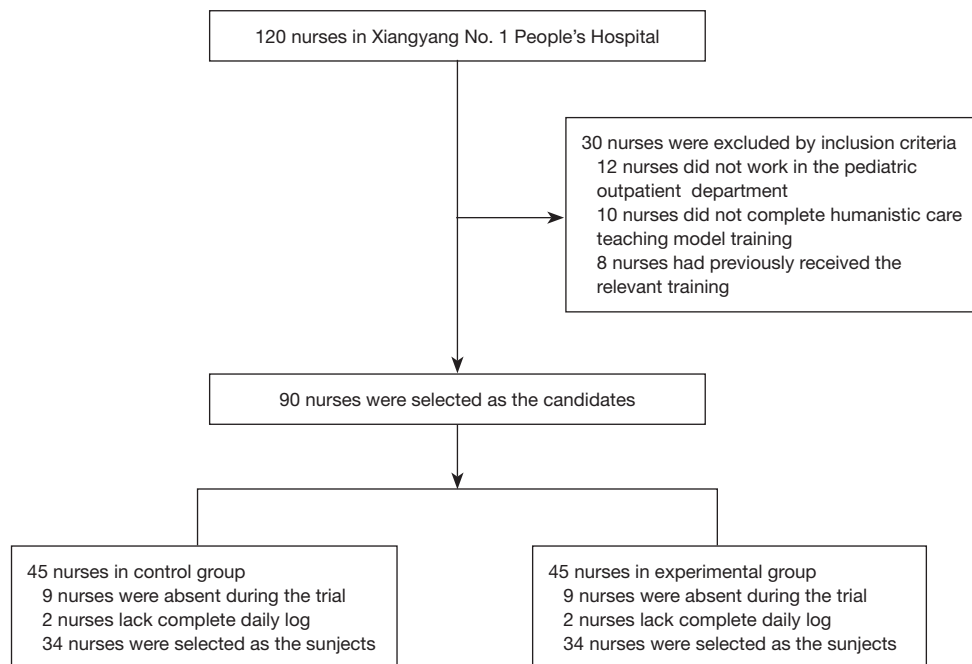 120 nurses in Xiangyang No. 1 People’s Hospital
30 nurses were excluded by inclusion criteria
12 nurses did not work in the pediatric
outpatient department
10 nurses did not complete humanistic care
teaching model training
8 nurses had previously received the
relevant training
90 nurses were selected as the candidates
45 nurses in control group
9 nurses were absent during the trial
2 nurses lack complete daily log
34 nurses were selected as the sunjects
45 nurses in experimental group
9 nurses were absent during the trial
2 nurses lack complete daily log
34 nurses were selected as the sunjects